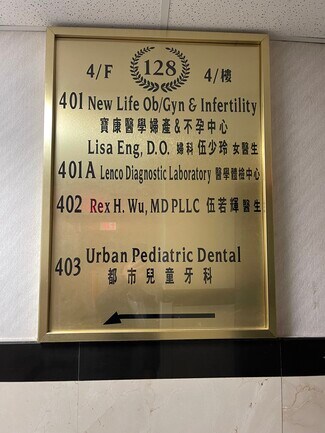 4/F 128 4/樓
401 New Life Ob/Gyn & Infertility
寶康醫學婦產&不孕中心
Lisa Eng, D.O. 婦科 伍少玲 女醫生
401A Lenco Diagnostic Laboratory 醫學體檢中心
402 Rex H. Wu, MD PLLC 伍若輝 醫生
403 Urban Pediatric Dental
都市兒童牙科